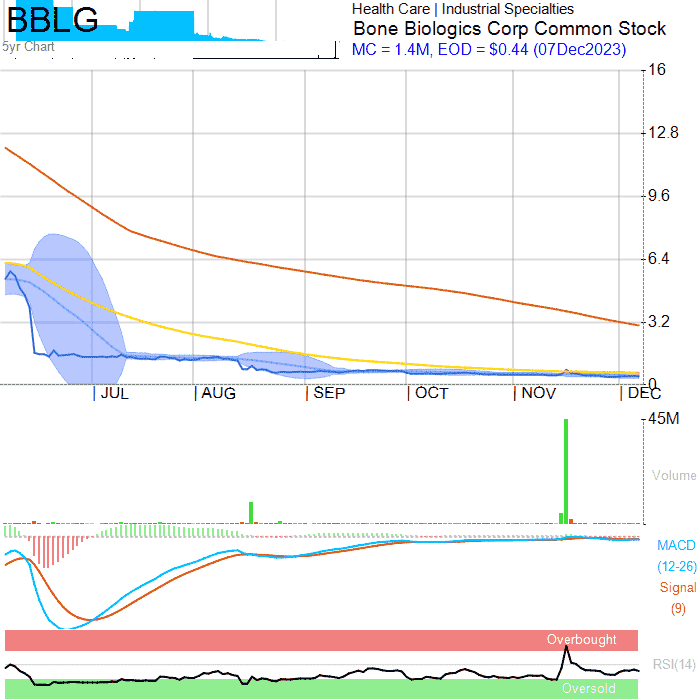 BBLG
Health Care | Industrial Specialties
Bone Biologics Corp Common Stock
5yr Chart
MC = 1.4M, EOD = $0.44 (07Dec2023)
16
12.8
9.6
6.4
3.2
0
| JUL | AUG | SEP | OCT | NOV | DEC
45M
Volume
MACD
(12-26)
Signal
(9)
Overbought
RSI(14)
Oversold